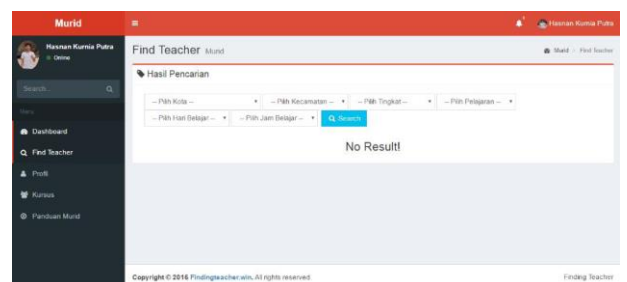 Murid
Hasnan Kurnia Putra
Hasnan Kurnia Putra
Online
Find Teacher Murid
Murid > Find Teacher
Search...
Hasil Pencarian
-- Pilih Kota -- -- Pilih Kecamatan -- -- Pilih Tingkat -- -- Pilih Pelajaran --
-- Pilih Hari Belajar -- -- Pilih Jam Belajar -- Search
No Result!
Menu
Dashboard
Find Teacher
Profil
Kursus
Panduan Murid
Copyright © 2016 Findingteacher.win. All rights reserved.
Finding Teacher